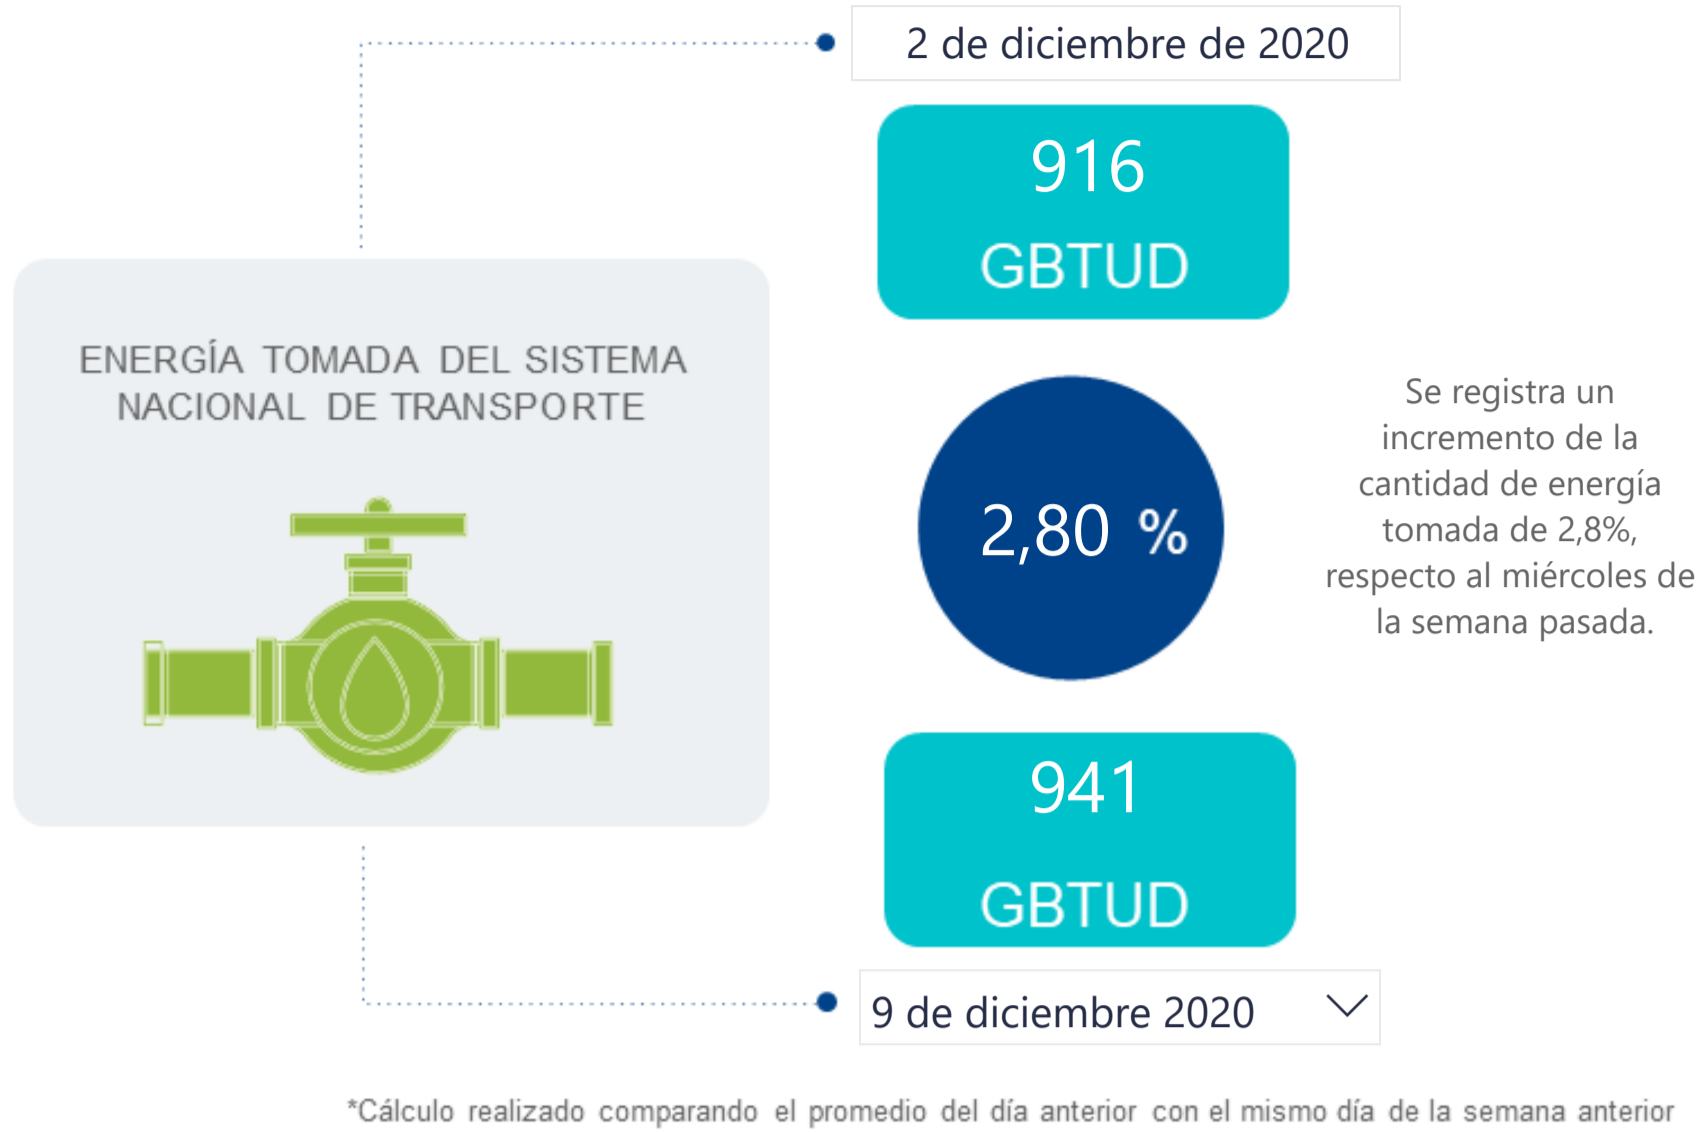 2 de diciembre de 2020
916
GBTUD
ENERGÍA TOMADA DEL SISTEMA
NACIONAL DE TRANSPORTE
2,80 %
Se registra un
incremento de la
cantidad de energía
tomada de 2,8%,
respecto al miércoles de
la semana pasada.
941
GBTUD
9 de diciembre 2020
*Cálculo realizado comparando el promedio del día anterior con el mismo día de la semana anterior